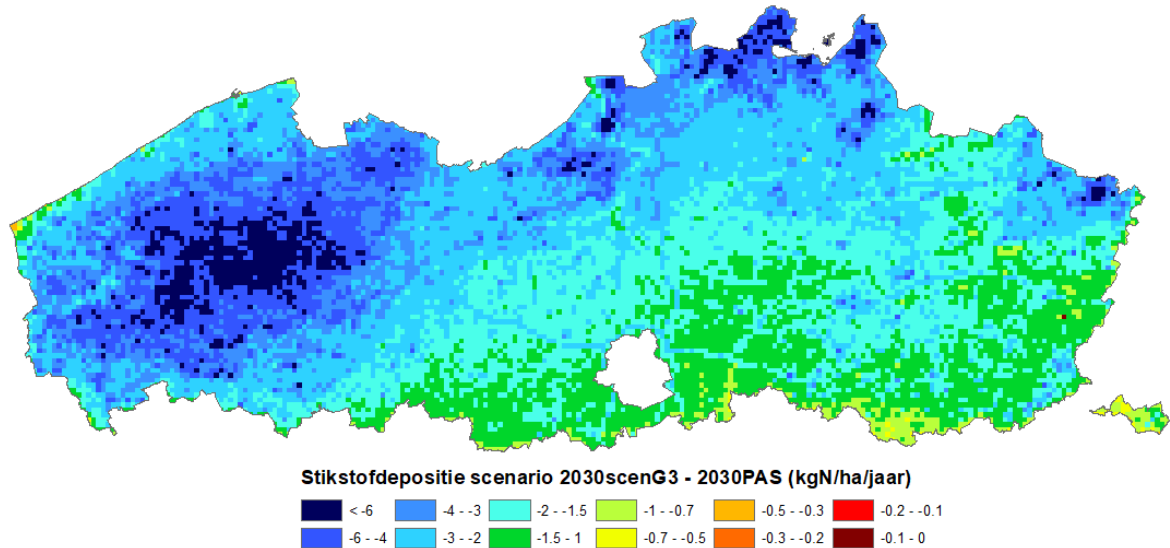 Stikstofdepositie scenario 2030scenG3 - 2030PAS (kgN/ha/jaar)
< -6 -4 - -3 -2 - -1.5 -1 - -0.7 -0.5 - -0.3 -0.2 - -0.1
-6 - -4 -3 - -2 -1.5 - 1 -0.7 - -0.5 -0.3 - -0.2 -0.1 - 0